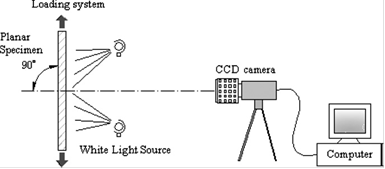 Loading system
Planar
Specimen
90°
CCD camera
White Light Source
Computer